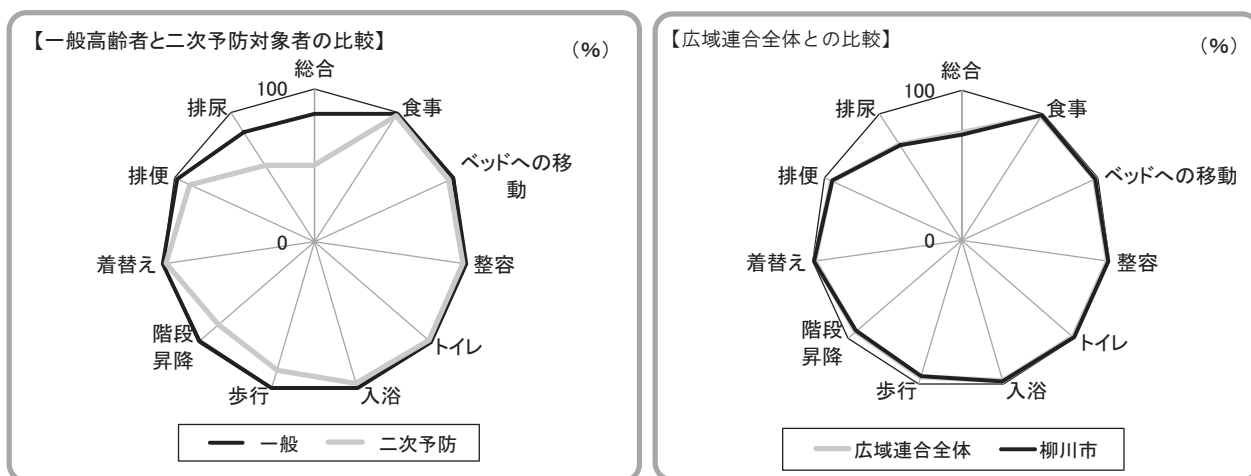 【一般高齢者と二次予防対象者の比較】
（%）
総合
100
食事
ベッドへの移
動
整容
トイレ
入浴
歩行
階段
昇降
着替え
排便
排尿
0
一般
二次予防
【広域連合全体との比較】
（%）
総合
100
食事
ベッドへの移動
整容
トイレ
入浴
歩行
階段
昇降
着替え
排便
排尿
0
広域連合全体
柳川市